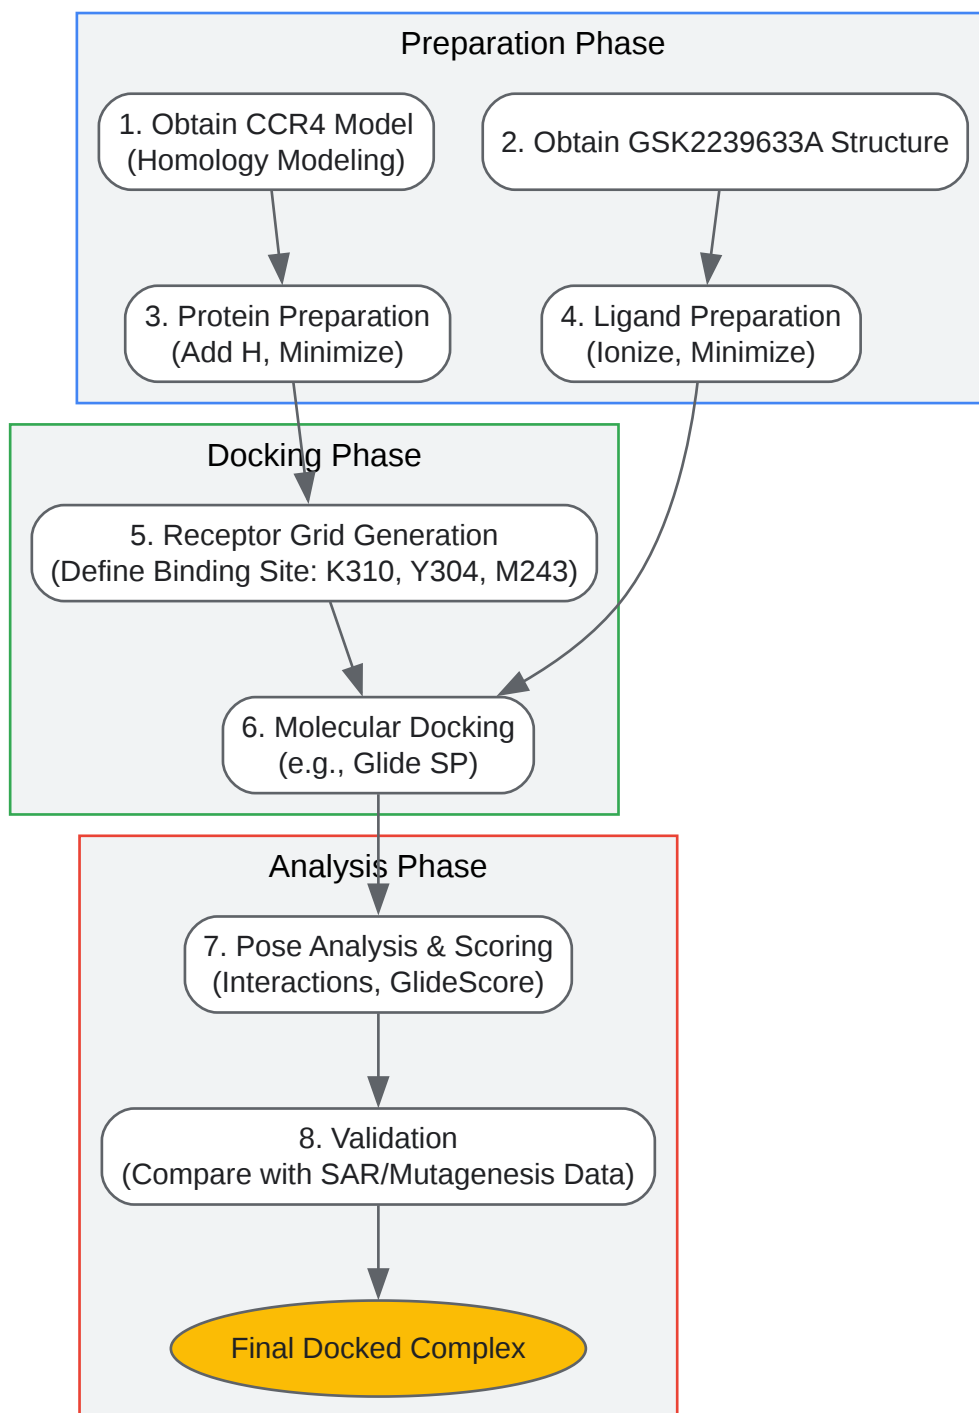 Preparation Phase
1. Obtain CCR4 Model
(Homology Modeling)
2. Obtain GSK2239633A Structure
3. Protein Preparation
(Add H, Minimize)
4. Ligand Preparation
(Ionize, Minimize)
Docking Phase
5. Receptor Grid Generation
(Define Binding Site: K310, Y304, M243)
6. Molecular Docking
(e.g., Glide SP)
Analysis Phase
7. Pose Analysis & Scoring
(Interactions, GlideScore)
8. Validation
(Compare with SAR/Mutagenesis Data)
Final Docked Complex